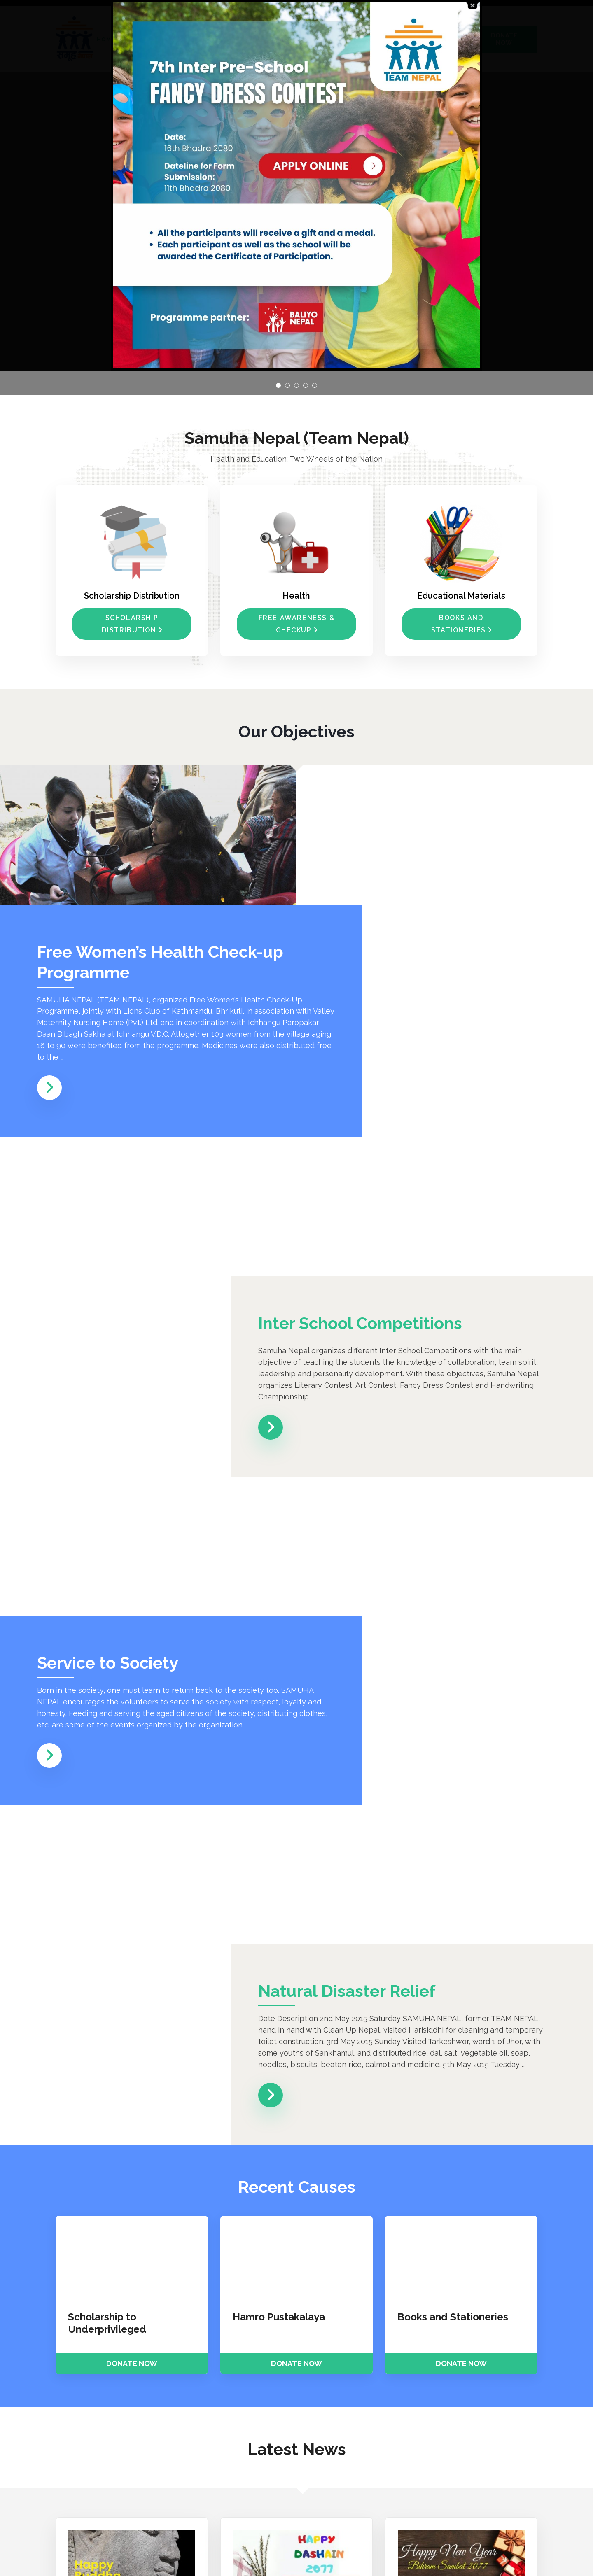 TEAM NEPAL
7th Inter Pre-School
FANCY DRESS CONTEST
Date:
16th Bhadra 2080
Dateline for Form
Submission:
11th Bhadra 2080
APPLY ONLINE
• All the participants will receive a gift and a medal.
• Each participant as well as the school will be
awarded the Certificate of Participation.
Programme partner:
BALIYO
NEPAL
Samuha Nepal (Team Nepal)
Health and Education; Two Wheels of the Nation
Scholarship Distribution
SCHOLARSHIP
DISTRIBUTION
Health
FREE AWARENESS &
CHECKUP
Educational Materials
BOOKS AND
STATIONERIES
Our Objectives
Free Women’s Health Check-up
Programme
SAMUHA NEPAL (TEAM NEPAL), organized Free Women’s Health Check-Up
Programme, jointly with Lions Club of Kathmandu, Bhrikuti, in association with Valley
Maternity Nursing Home (Pvt.) Ltd. and in coordination with Ichhangu Paropakar
Daan Bibagh Sakha at Ichhangu V.D.C. Altogether 103 women from the village aging
16 to 90 were benefited from the programme. Medicines were also distributed free
to the …
Inter School Competitions
Samuha Nepal organizes different Inter School Competitions with the main
objective of teaching the students the knowledge of collaboration, team spirit,
leadership and personality development. With these objectives, Samuha Nepal
organizes Literary Contest, Art Contest, Fancy Dress Contest and Handwriting
Championship.
Service to Society
Born in the society, one must learn to return back to the society too. SAMUHA
NEPAL encourages the volunteers to serve the society with respect, loyalty and
honesty. Feeding and serving the aged citizens of the society, distributing clothes,
etc. are some of the events organized by the organization.
Natural Disaster Relief
Date Description 2nd May 2015 Saturday SAMUHA NEPAL, former TEAM NEPAL,
hand in hand with Clean Up Nepal, visited Harisiddhi for cleaning and temporary
toilet construction. 3rd May 2015 Sunday Visited Tarkeshwor, ward 1 of Jhor, with
some youths of Sankhamul, and distributed rice, dal, salt, vegetable oil, soap,
noodles, biscuits, beaten rice, dalmot and medicine. 5th May 2015 Tuesday …
Recent Causes
Scholarship to
Underprivileged
DONATE NOW
Hamro Pustakalaya
DONATE NOW
Books and Stationeries
DONATE NOW
Latest News
Happy
Buddha
HAPPY
DASHAIN
2077
Happy New Year
Bikram Sambat 2077